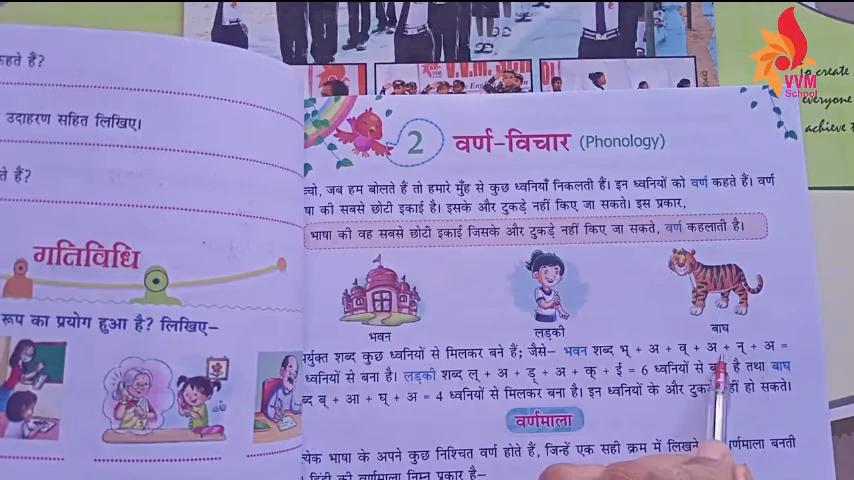 कहते हैं?
उदाहरण सहित लिखिए।
ते हैं?
गतिविधि
रूप का प्रयोग हुआ है? लिखिए–
VVM
School
to create
everyone
achieve
2 वर्ण-विचार (Phonology)
च्चो, जब हम बोलते हैं तो हमारे मुँह से कुछ ध्वनियाँ निकलती हैं। इन ध्वनियों को वर्ण कहते हैं। वर्ण
षा की सबसे छोटी इकाई है। इसके और टुकड़े नहीं किए जा सकते। इस प्रकार,
भाषा की वह सबसे छोटी इकाई जिसके और टुकड़े नहीं किए जा सकते, वर्ण कहलाती है।
भवन लड़की बाघ
र्युक्त शब्द कुछ ध्वनियों से मिलकर बने हैं; जैसे– भवन शब्द भ् + अ + व् + अ + न् + अ =
ध्वनियों से बना है। लड़की शब्द ल् + अ + ड़् + अ + क् + ई = 6 ध्वनियों से है तथा बाघ
ब्द ब् + आ + घ् + अ = 4 ध्वनियों से मिलकर बना है। इन ध्वनियों के और हो सकते।
वर्णमाला
त्येक भाषा के अपने कुछ निश्चित वर्ण होते हैं, जिन्हें एक सही क्रम में लिखने र्णमाला बनती
हिंदी की वर्णमाला निम्न प्रकार है–